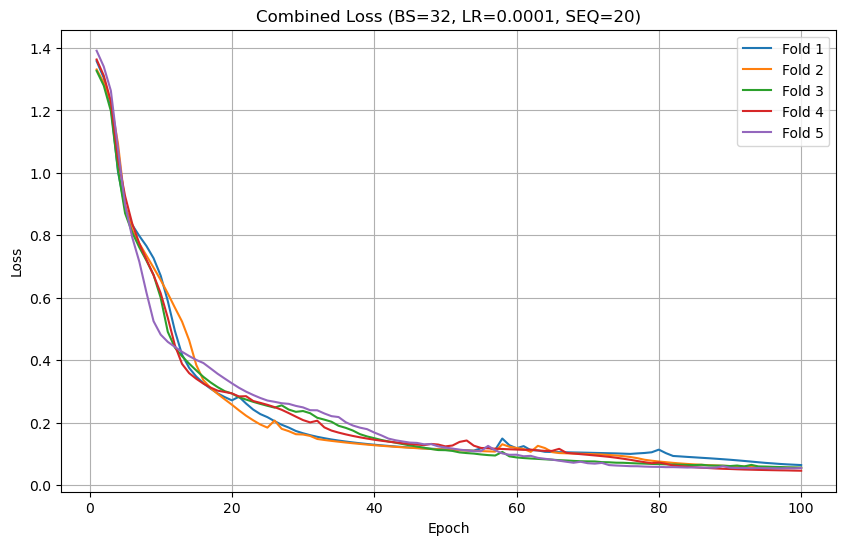 Combined Loss (BS=32, LR=0.0001, SEQ=20)
Loss
1.4
1.2
1.0
0.8
0.6
0.4
0.2
0.0
Fold 1
Fold 2
Fold 3
Fold 4
Fold 5
0 20 40 60 80 100
Epoch